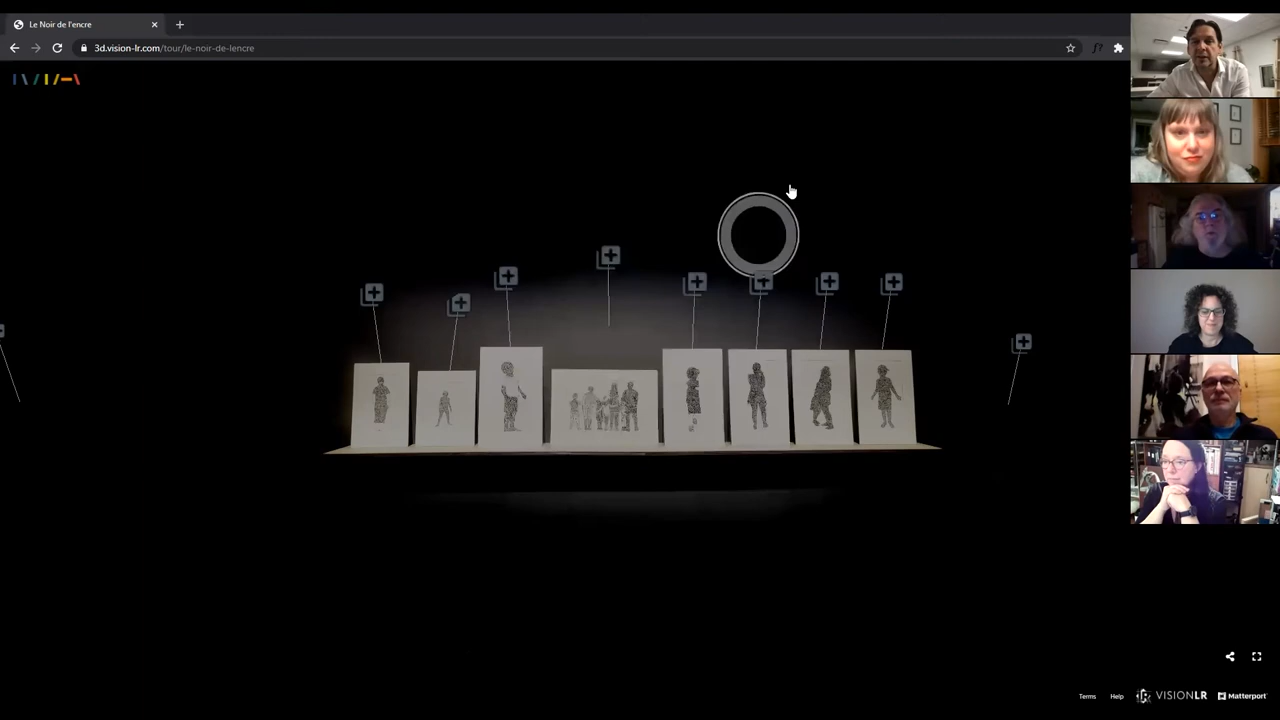 Le Noir de l'encre
3d.vision-lr.com/tour/le-noir-de-lencre
f?
Terms
Help
VISIONLR
Matterport